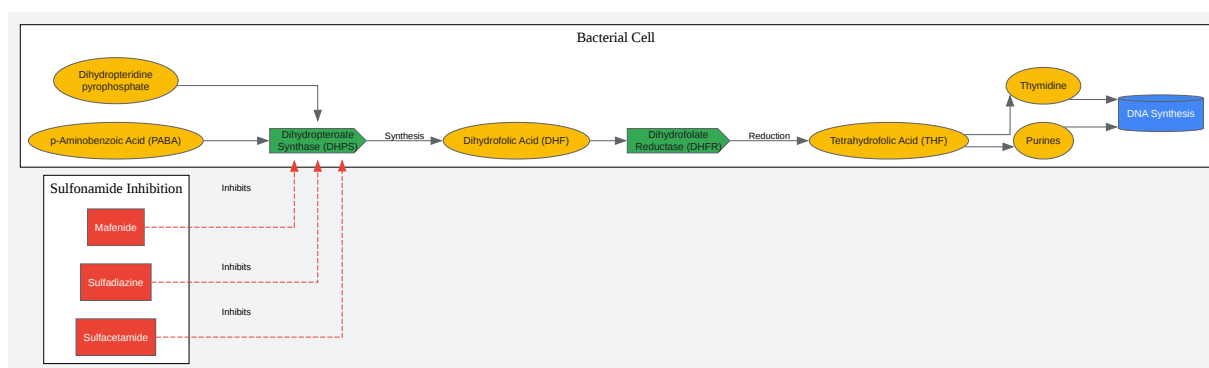 Bacterial Cell
Dihydropteridine
pyrophosphate
Thymidine
DNA Synthesis
p-Aminobenzoic Acid (PABA)
Dihydropteroate
Synthase (DHPS)
Synthesis
Dihydrofolic Acid (DHF)
Dihydrofolate
Reductase (DHFR)
Reduction
Tetrahydrofolic Acid (THF)
Purines
Sulfonamide Inhibition
Inhibits
Mafenide
Inhibits
Sulfadiazine
Inhibits
Sulfacetamide